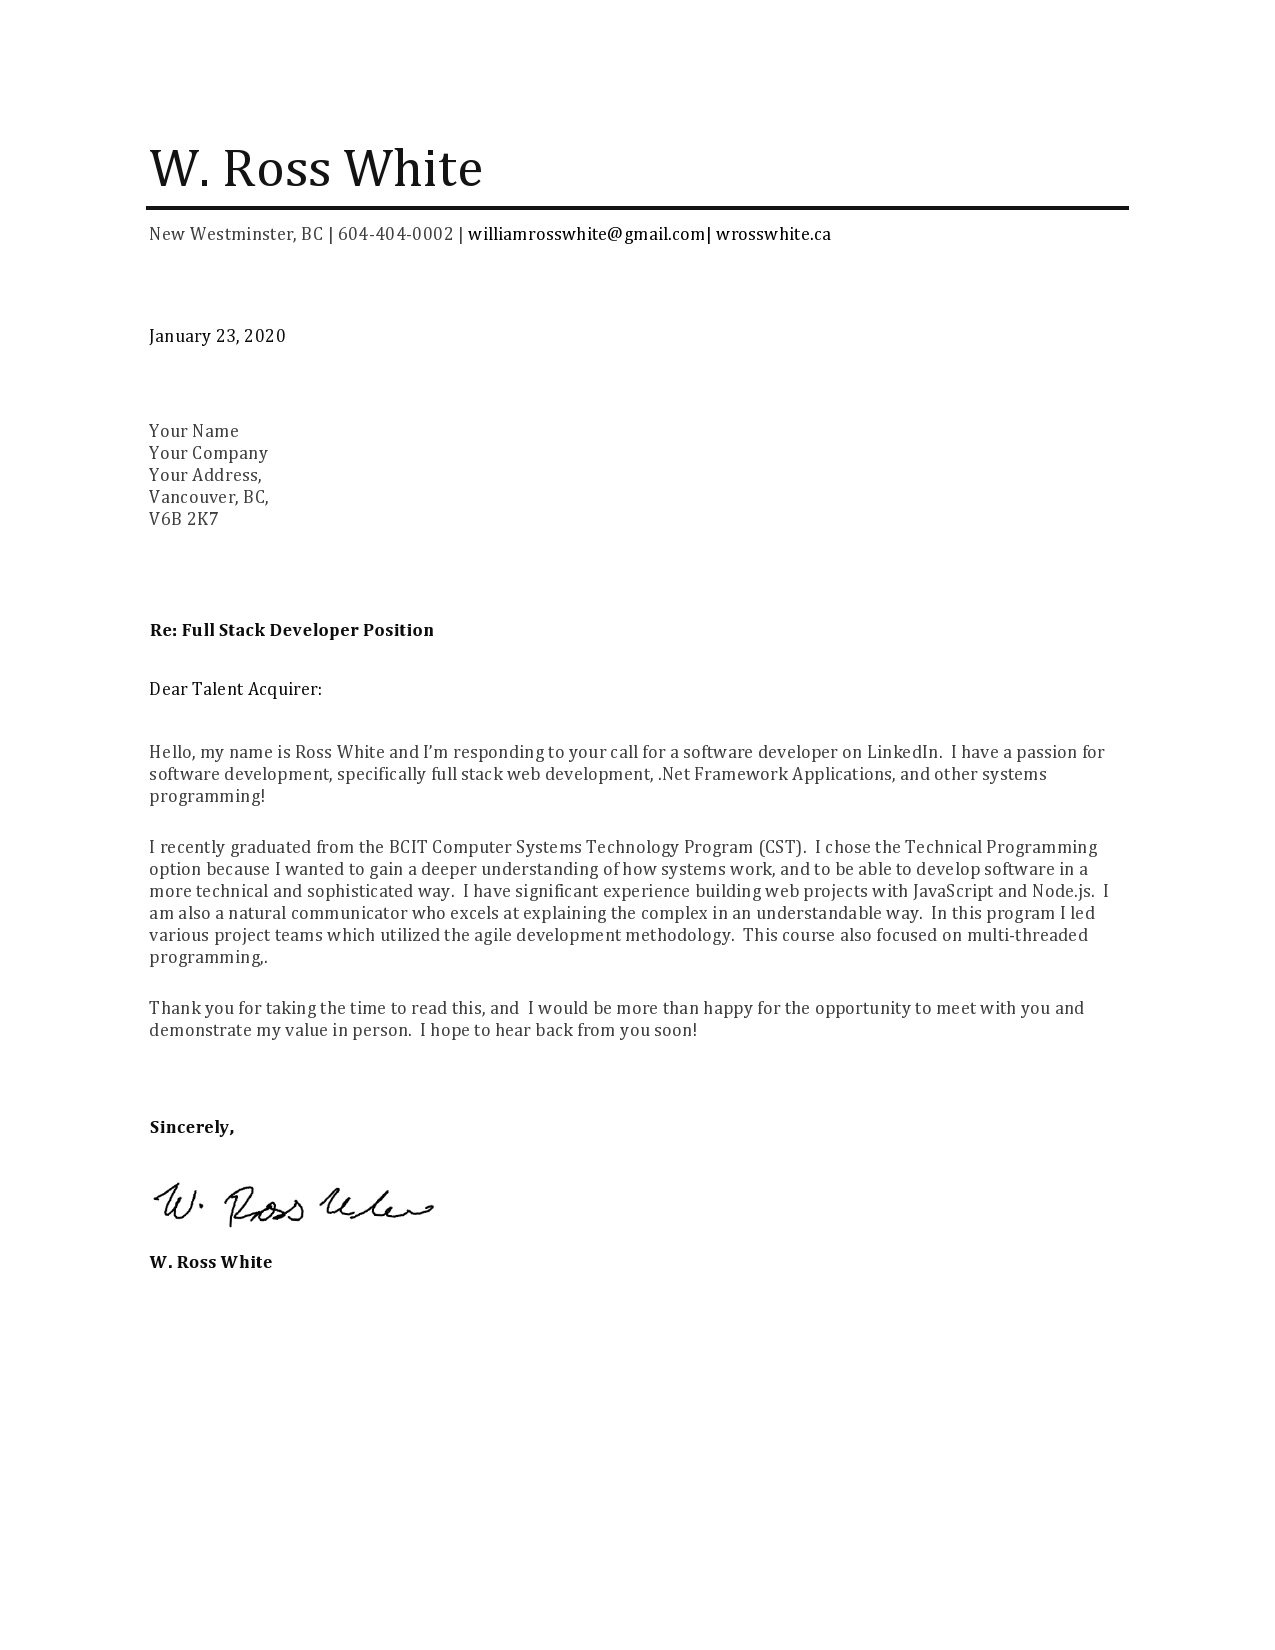 W. Ross White
New Westminster, BC | 604-404-0002 | williamrosswhite@gmail.com| wrosswhite.ca
January 23, 2020
Your Name
Your Company
Your Address,
Vancouver, BC,
V6B 2K7
Re: Full Stack Developer Position
Dear Talent Acquirer:
Hello, my name is Ross White and I’m responding to your call for a software developer on LinkedIn.  I have a passion for
software development, specifically full stack web development, .Net Framework Applications, and other systems
programming!
I recently graduated from the BCIT Computer Systems Technology Program (CST).  I chose the Technical Programming
option because I wanted to gain a deeper understanding of how systems work, and to be able to develop software in a
more technical and sophisticated way.  I have significant experience building web projects with JavaScript and Node.js.  I
am also a natural communicator who excels at explaining the complex in an understandable way.  In this program I led
various project teams which utilized the agile development methodology.  This course also focused on multi-threaded
programming,.
Thank you for taking the time to read this, and  I would be more than happy for the opportunity to meet with you and
demonstrate my value in person.  I hope to hear back from you soon!
Sincerely,
W. Ross
W. Ross White